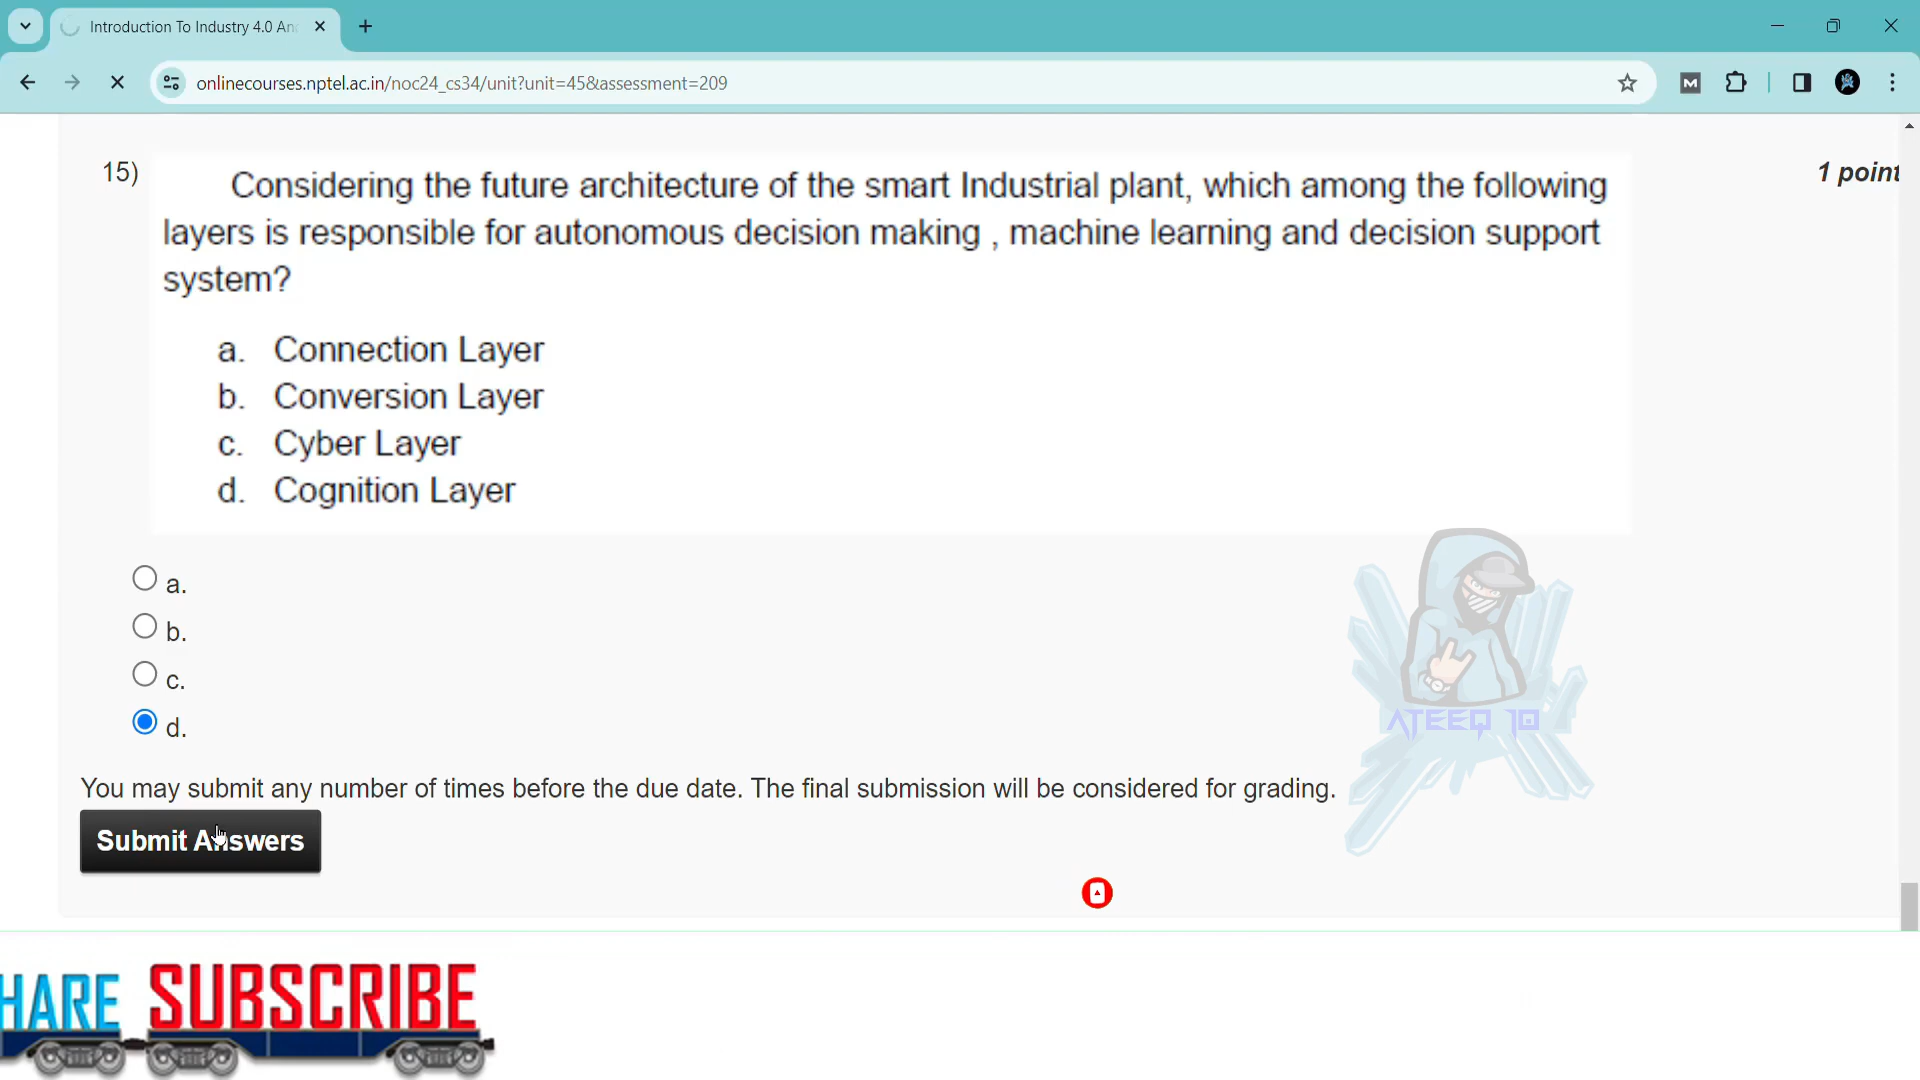 Introduction To Industry 4.0 An
onlinecourses.nptel.ac.in/noc24_cs34/unit?unit=45&assessment=209
15)
1 point
Considering the future architecture of the smart Industrial plant, which among the following
layers is responsible for autonomous decision making , machine learning and decision support
system?
a. Connection Layer
b. Conversion Layer
c. Cyber Layer
d. Cognition Layer
a.
b.
c.
d.
ATEEQ 10
You may submit any number of times before the due date. The final submission will be considered for grading.
Submit Answers
HARE SUBSCRIBE